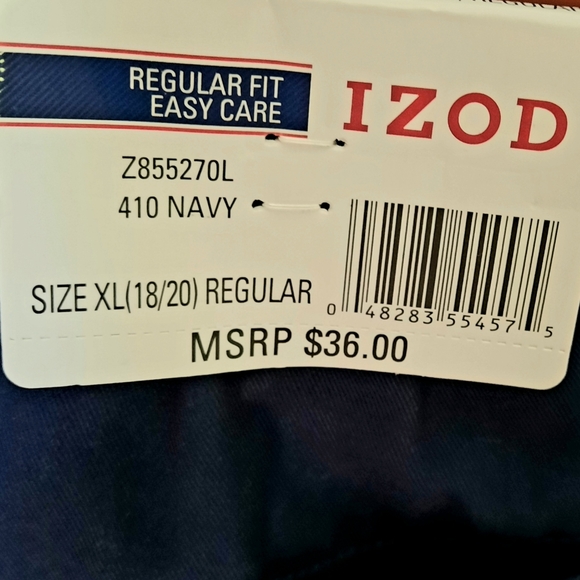 REGULAR FIT
EASY CARE
IZOD
Z855270L
410 NAVY
SIZE XL(18/20) REGULAR
0 48283 55457 5
MSRP $36.00